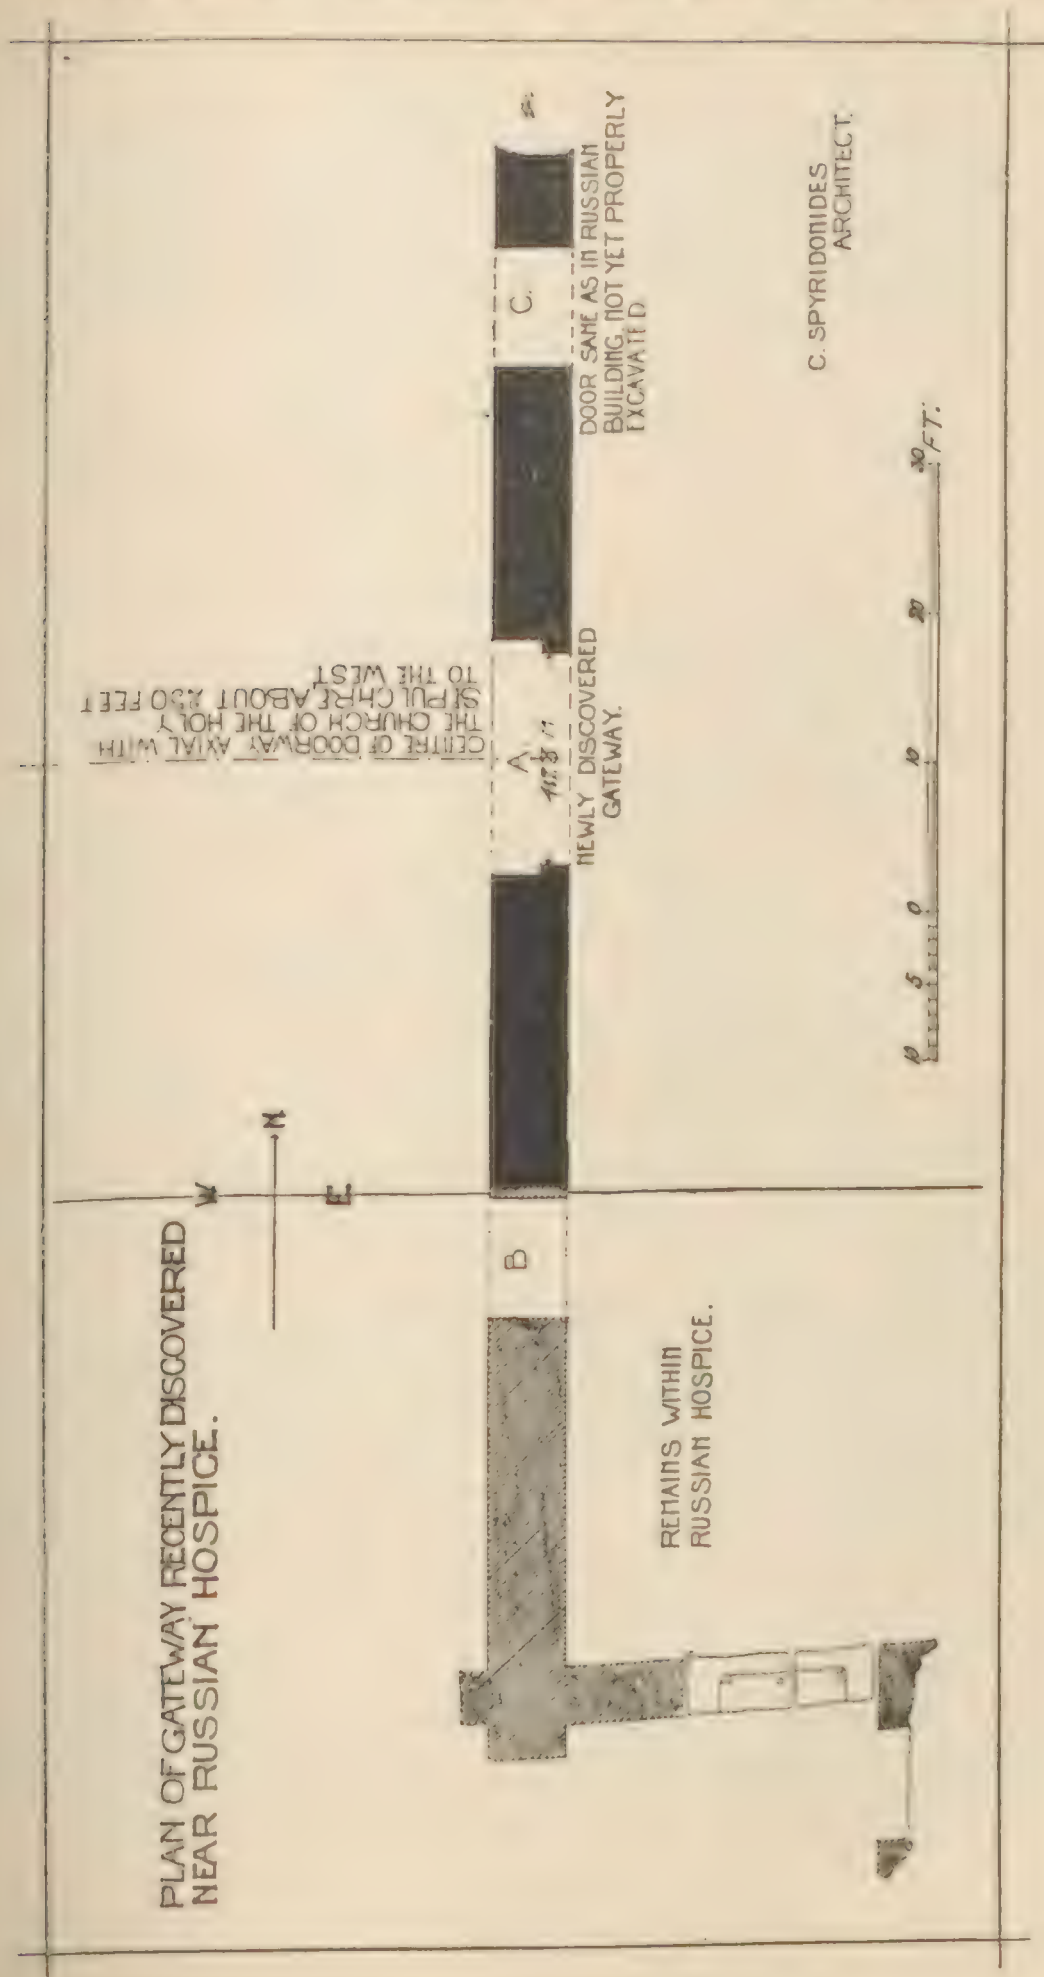 PLAN OF GATEWAY RECENTLY DISCOVERED
NEAR RUSSIAN HOSPICE.
W
N
E.
CENTRE OF DOORWAY AXIAL WITH
THE CHURCH OF THE HOLY
SEPULCHRE ABOUT 250 FEET
TO THE WEST
B
A
C.
NEWLY DISCOVERED
GATEWAY.
DOOR SAME AS IN RUSSIAN
BUILDING, NOT YET PROPERLY
EXCAVATED.
REMAINS WITHIN
RUSSIAN HOSPICE.
C. SPYRIDONIDES
ARCHITECT.
10 5 0 10 20 30 FT.